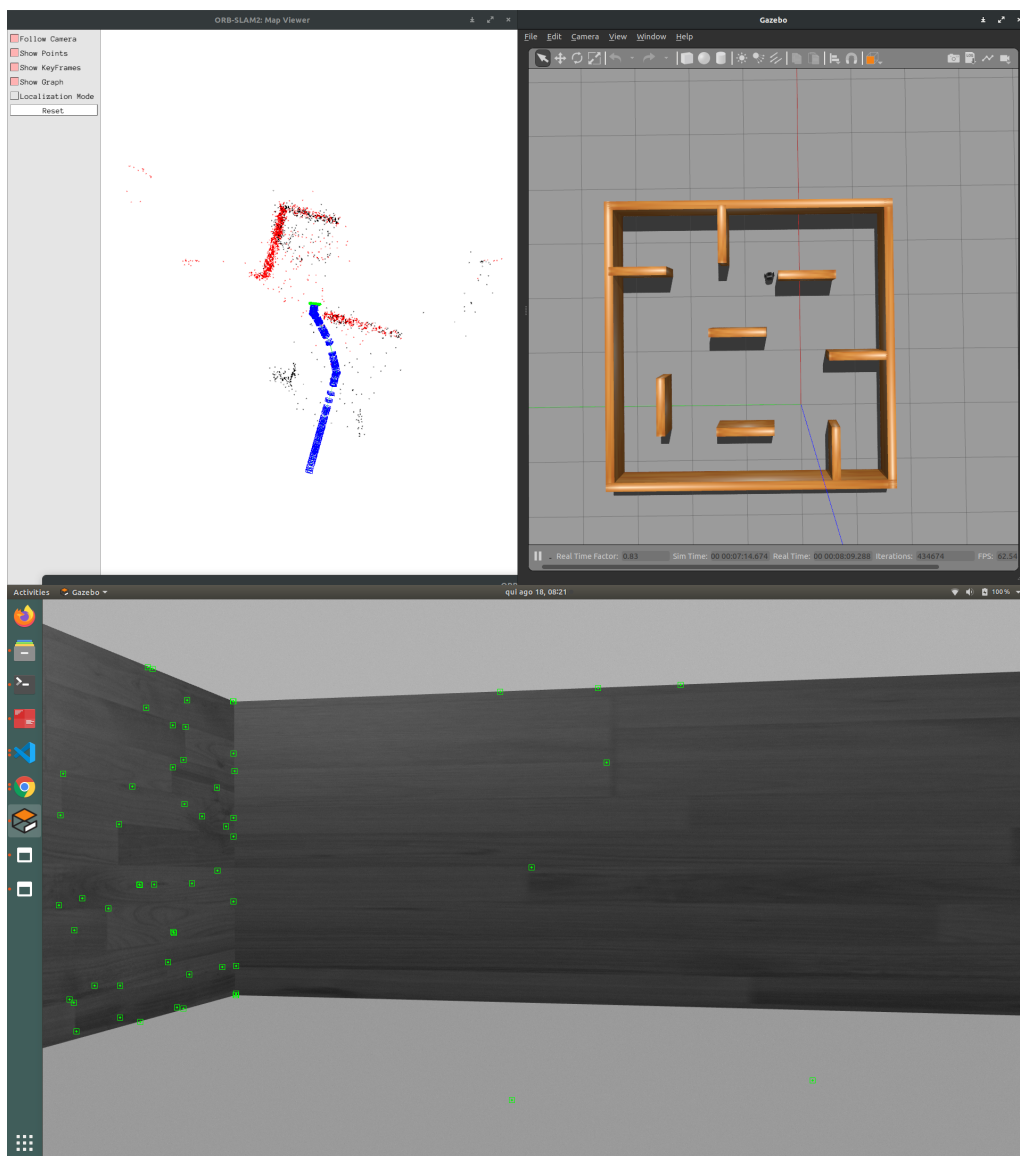 ORB-SLAM2: Map Viewer
Follow Camera
Show Points
Show KeyFrames
Show Graph
Localization Mode
Reset
Gazebo
File Edit Camera View Window Help
Real Time Factor: 0.83 Sim Time: 00 00:07:14.674 Real Time: 00 00:08:09.288 Iterations: 434674 FPS: 62.54
Activities Gazebo qui ago 18, 08:21 100%